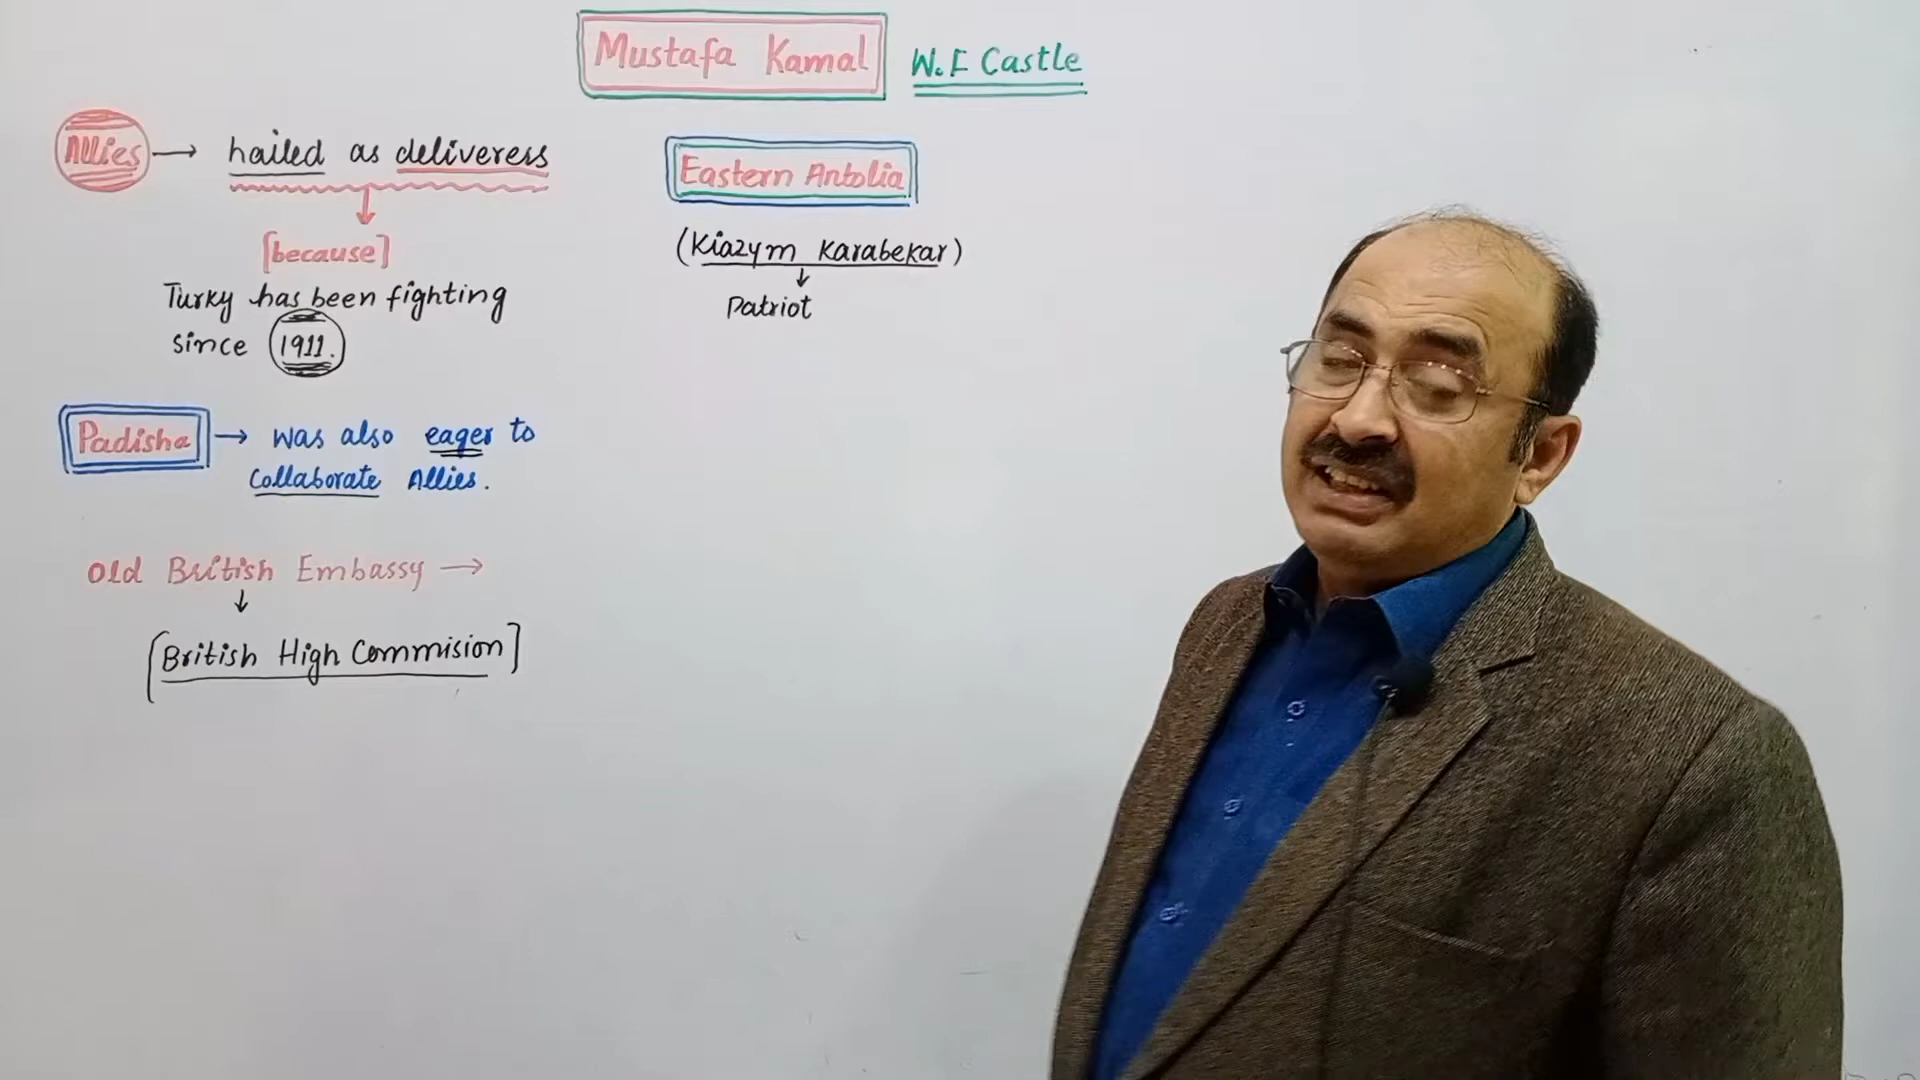 Mustafa Kamal W.F Castle
Allies → hailed as deliveress
[because]
Turky has been fighting
since 1911.
Padisha → was also eager to
Collaborate Allies.
Old British Embassy →
[British High Commision]
Eastern Antolia
(Kiazym Karabekar)
Patriot